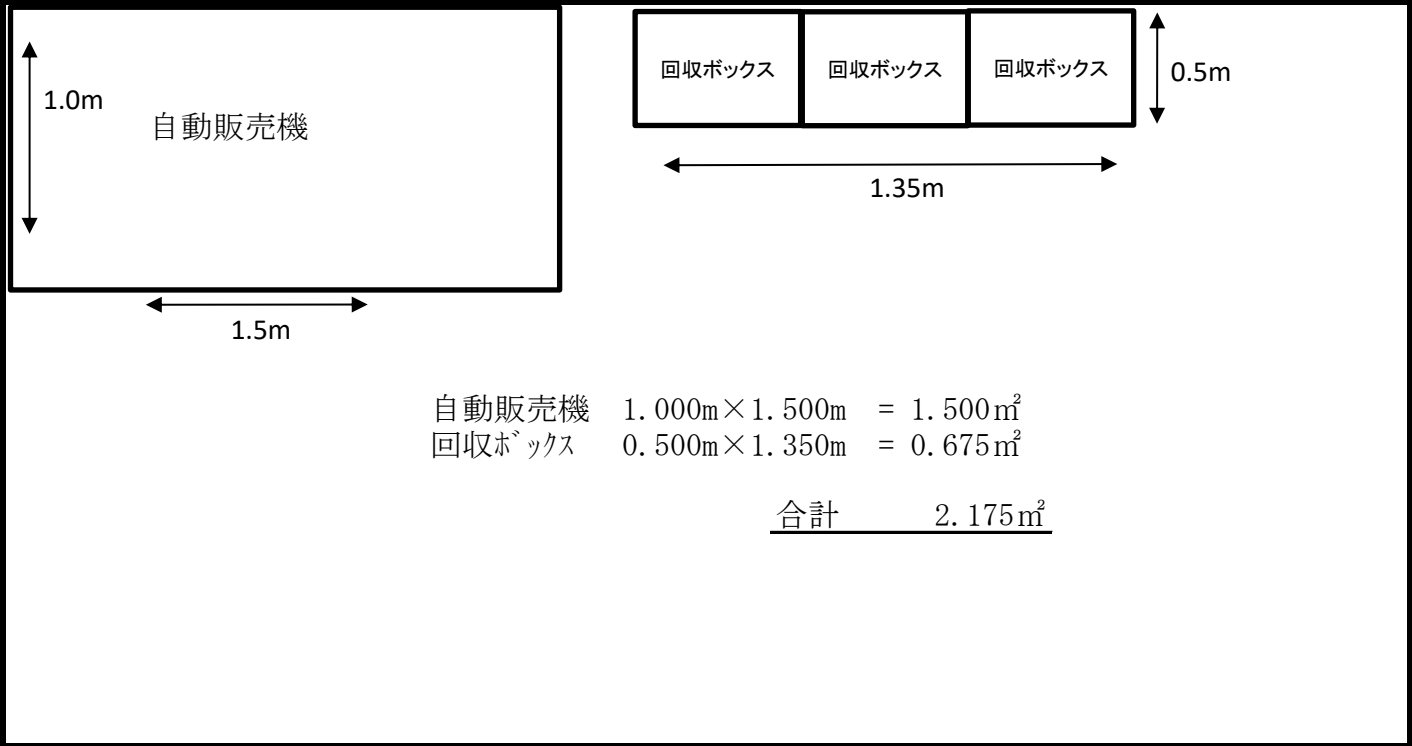 1.0m
自動販売機
1.5m
回収ボックス 回収ボックス 回収ボックス
0.5m
1.35m
自動販売機 1.000m×1.500m = 1.500㎡
回収ﾎﾞｯｸｽ 0.500m×1.350m = 0.675㎡
合計 2.175㎡